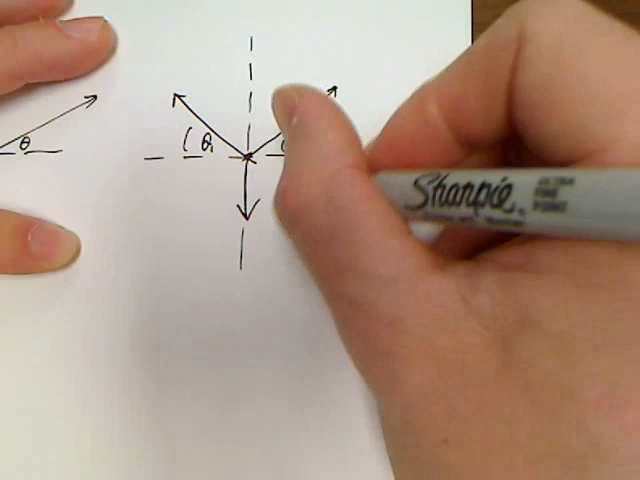 θ
θ₁
Sharpie
ULTRA
FINE
POINT